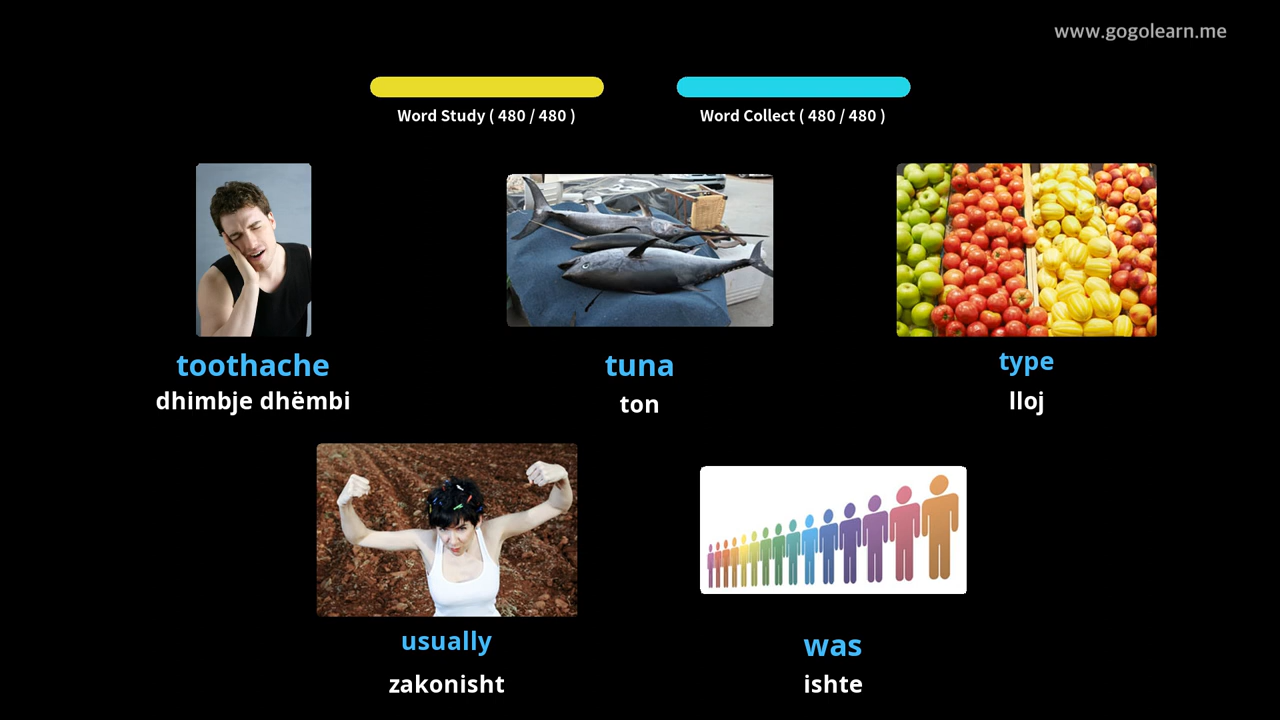 www.gogolearn.me
Word Study ( 480 / 480 )
Word Collect ( 480 / 480 )
toothache
dhimbje dhëmbi
tuna
ton
type
lloj
usually
zakonisht
was
ishte